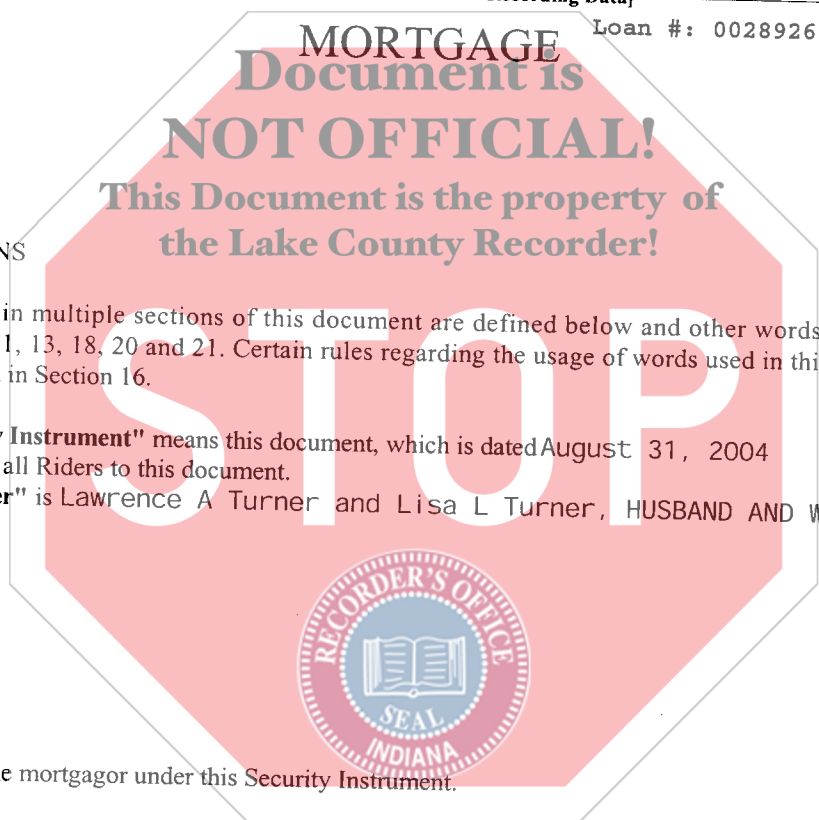 Recording Data]
MORTGAGE
Loan #: 0028926
Document is
NOT OFFICIAL!
This Document is the property of
the Lake County Recorder!
NS
in multiple sections of this document are defined below and other words
1, 13, 18, 20 and 21. Certain rules regarding the usage of words used in thi
in Section 16.
STOP
y Instrument" means this document, which is dated August 31, 2004
all Riders to this document.
er" is Lawrence A Turner and Lisa L Turner, HUSBAND AND W
RECORDER'S OFFICE
SEAL
INDIANA
e mortgagor under this Security Instrument.